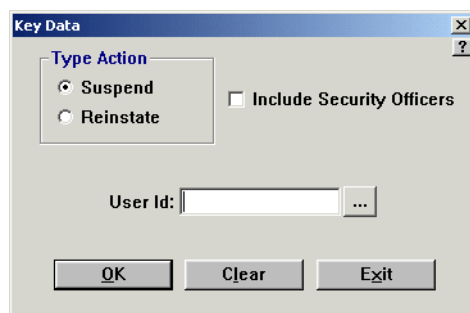 Key Data
?
Type Action
Suspend
Reinstate
Include Security Officers
User Id:
...
OK
Clear
Exit